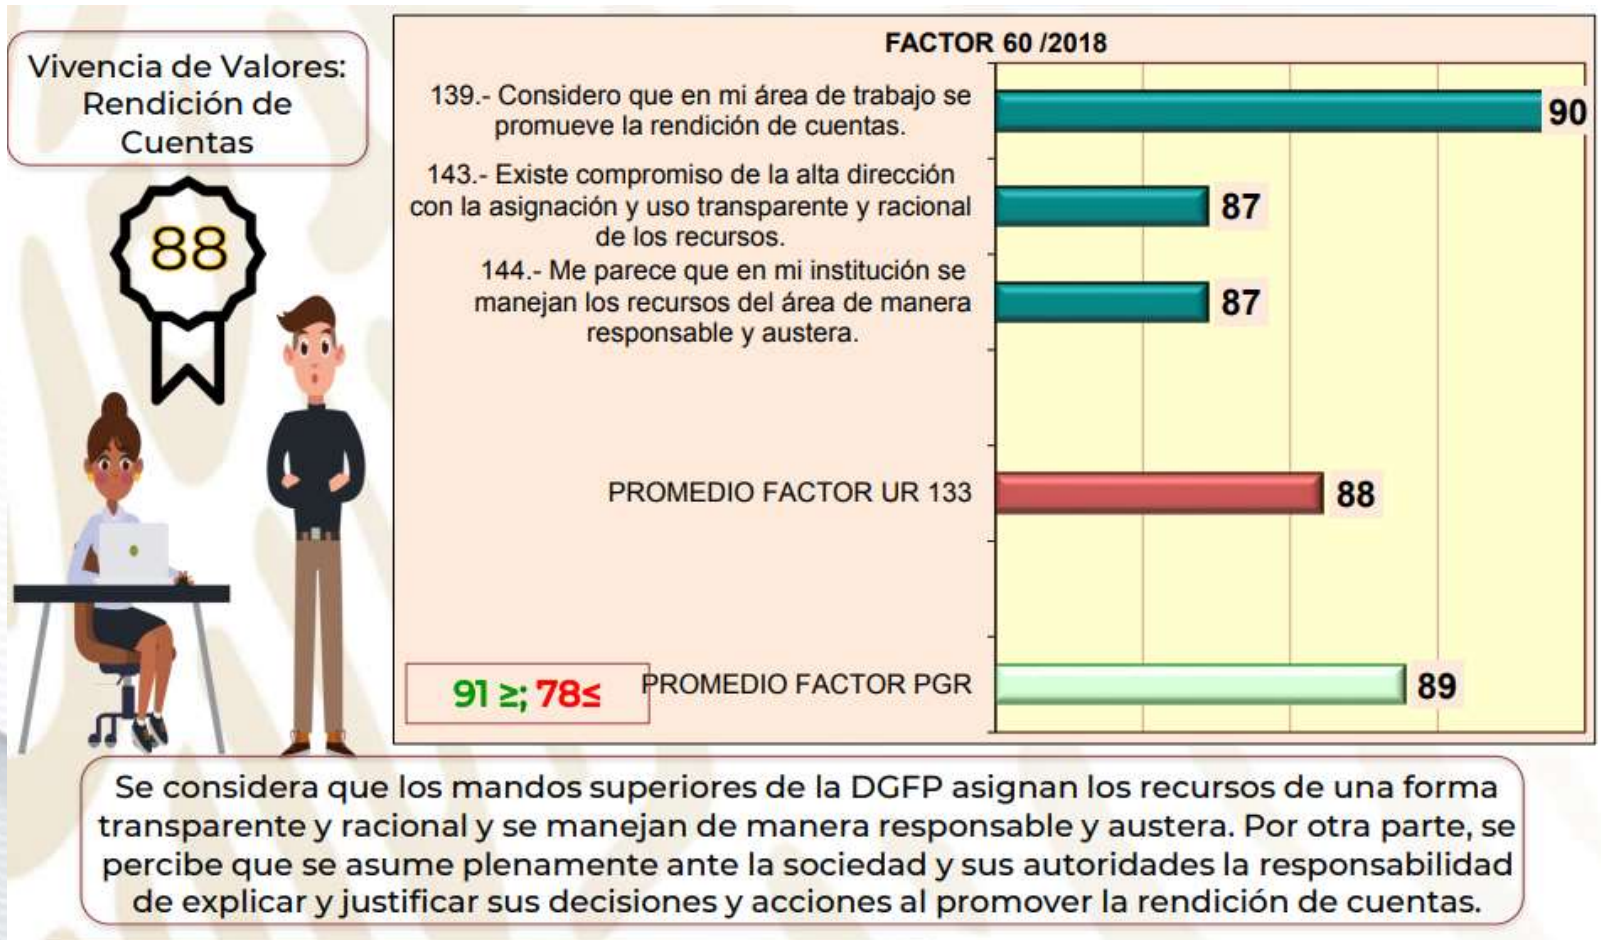 Vivencia de Valores:
Rendición de
Cuentas
88
FACTOR 60 /2018
139.- Considero que en mi área de trabajo se
promueve la rendición de cuentas.
90
143.- Existe compromiso de la alta dirección
con la asignación y uso transparente y racional
de los recursos.
87
144.- Me parece que en mi institución se
manejan los recursos del área de manera
responsable y austera.
87
PROMEDIO FACTOR UR 133
88
91 ≥; 78≤
PROMEDIO FACTOR PGR
89
Se considera que los mandos superiores de la DGFP asignan los recursos de una forma
transparente y racional y se manejan de manera responsable y austera. Por otra parte, se
percibe que se asume plenamente ante la sociedad y sus autoridades la responsabilidad
de explicar y justificar sus decisiones y acciones al promover la rendición de cuentas.